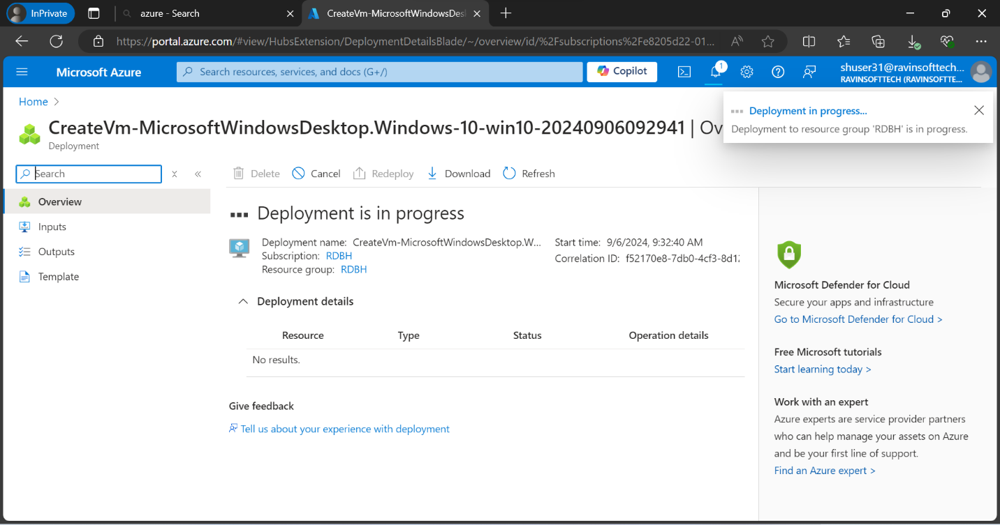 InPrivate
azure - Search
CreateVm-MicrosoftWindowsDesk
https://portal.azure.com/#view/HubsExtension/DeploymentDetailsBlade/~/overview/id/%2Fsubscriptions%2Fe8205d22-01...
Microsoft Azure
Search resources, services, and docs (G+/)
Copilot
1
shuser31@ravinsofttech...
RAVINSOFTTECH (RAVINSOFTTE...
Home >
Deployment in progress...
Deployment to resource group 'RDBH' is in progress.
CreateVm-MicrosoftWindowsDesktop.Windows-10-win10-20240906092941 | Ov
Deployment
Search
Delete
Cancel
Redeploy
Download
Refresh
Overview
Inputs
Outputs
Template
Deployment is in progress
Deployment name: CreateVm-MicrosoftWindowsDesktop.W...
Subscription: RDBH
Resource group: RDBH
Start time: 9/6/2024, 9:32:40 AM
Correlation ID: f52170e8-7db0-4cf3-8d12
Deployment details
Resource Type Status Operation details
No results.
Give feedback
Tell us about your experience with deployment
Microsoft Defender for Cloud
Secure your apps and infrastructure
Go to Microsoft Defender for Cloud >
Free Microsoft tutorials
Start learning today >
Work with an expert
Azure experts are service provider partners
who can help manage your assets on Azure
and be your first line of support.
Find an Azure expert >